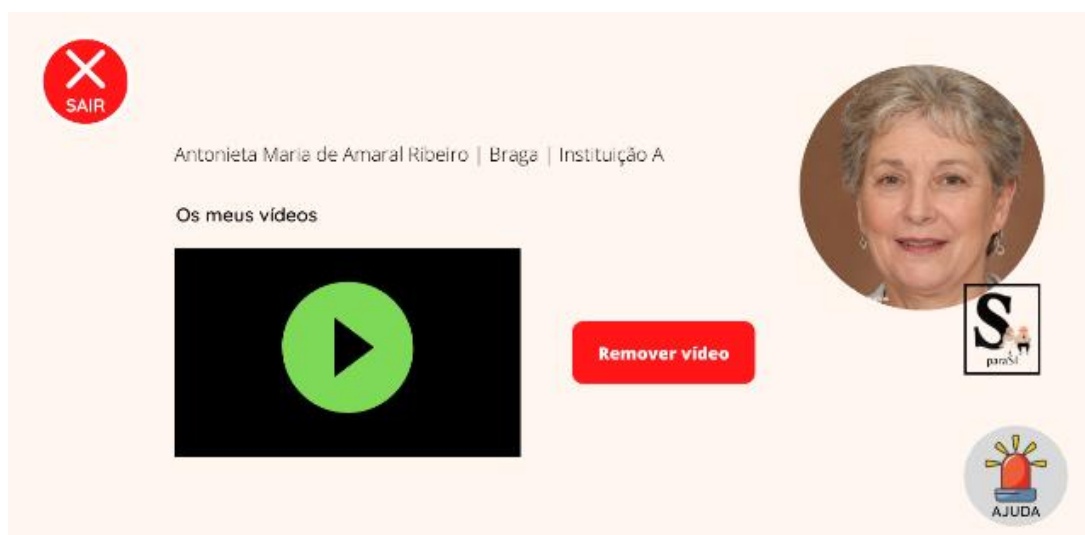 SAIR
Antonieta Maria de Amaral Ribeiro | Braga | Instituição A
Os meus vídeos
Remover vídeo
S
paraSi
AJUDA